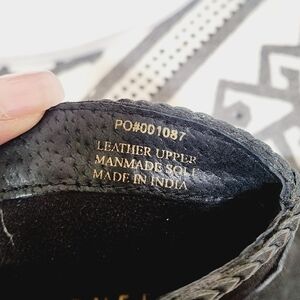 PO#001087
LEATHER UPPER
MANMADE SOLE
MADE IN INDIA